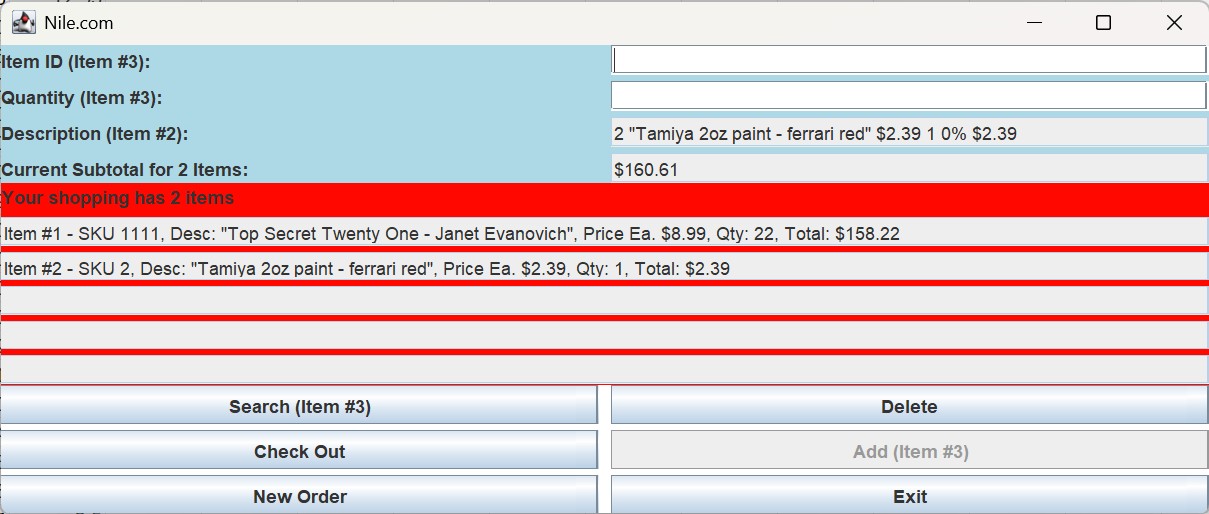 Nile.com
Item ID (Item #3):
Quantity (Item #3):
Description (Item #2): 2 "Tamiya 2oz paint - ferrari red" $2.39 1 0% $2.39
Current Subtotal for 2 Items: $160.61
Your shopping has 2 items
Item #1 - SKU 1111, Desc: "Top Secret Twenty One - Janet Evanovich", Price Ea. $8.99, Qty: 22, Total: $158.22
Item #2 - SKU 2, Desc: "Tamiya 2oz paint - ferrari red", Price Ea. $2.39, Qty: 1, Total: $2.39
Search (Item #3) Delete
Check Out Add (Item #3)
New Order Exit